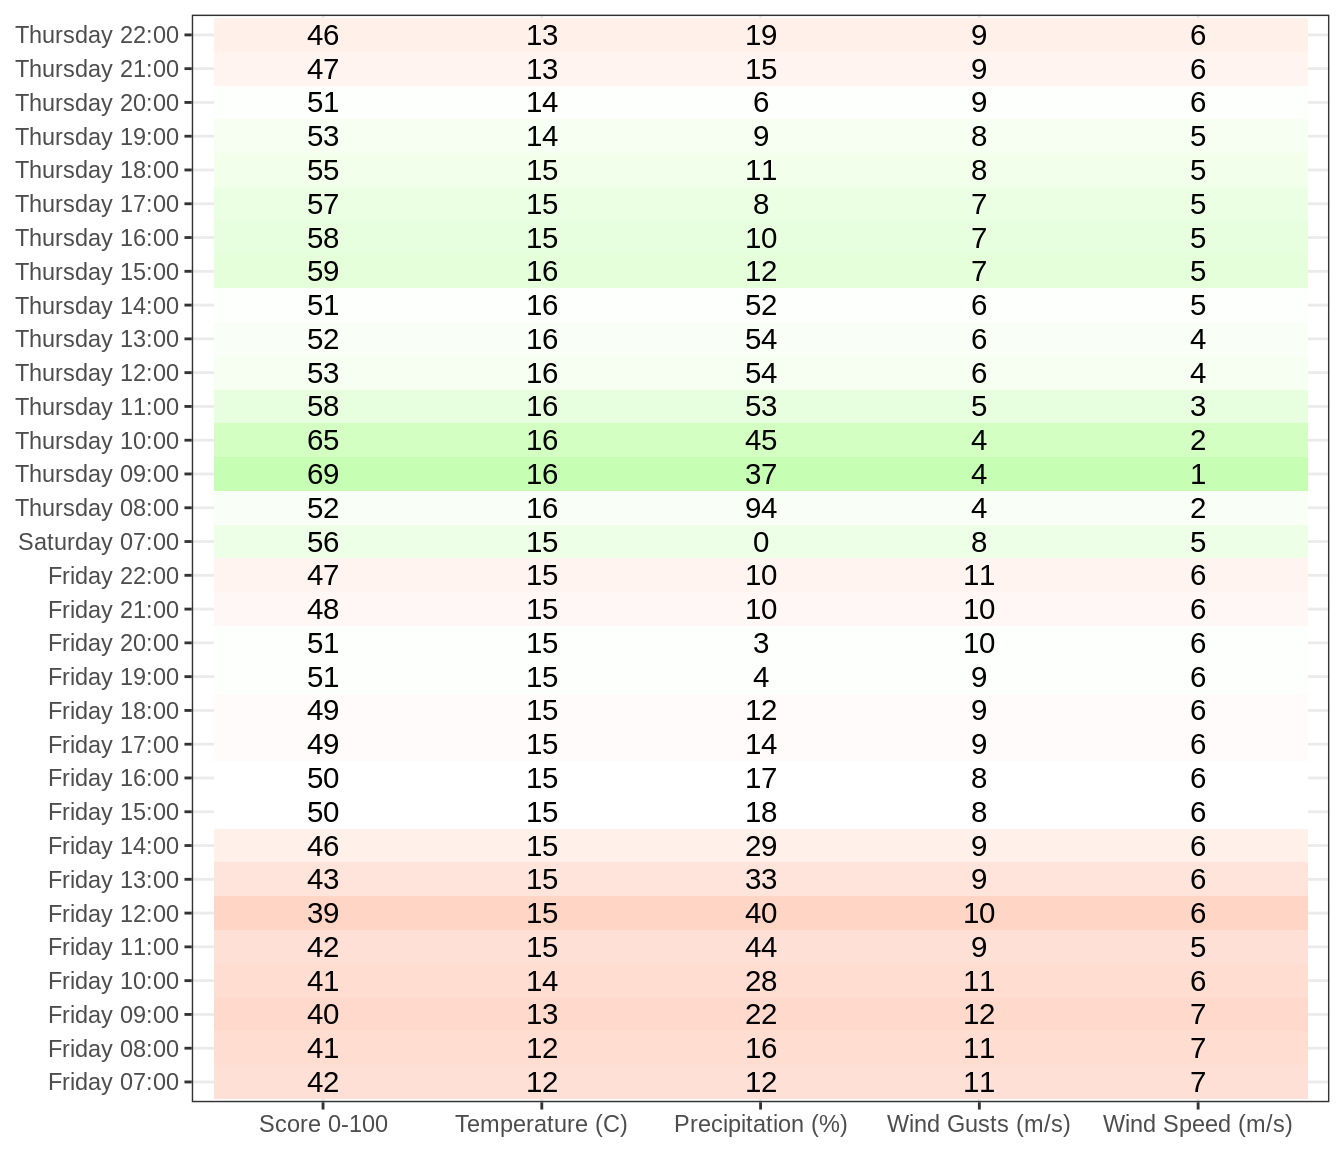 Thursday 22:00 46 13 19 9 6
Thursday 21:00 47 13 15 9 6
Thursday 20:00 51 14 6 9 6
Thursday 19:00 53 14 9 8 5
Thursday 18:00 55 15 11 8 5
Thursday 17:00 57 15 8 7 5
Thursday 16:00 58 15 10 7 5
Thursday 15:00 59 16 12 7 5
Thursday 14:00 51 16 52 6 5
Thursday 13:00 52 16 54 6 4
Thursday 12:00 53 16 54 6 4
Thursday 11:00 58 16 53 5 3
Thursday 10:00 65 16 45 4 2
Thursday 09:00 69 16 37 4 1
Thursday 08:00 52 16 94 4 2
Saturday 07:00 56 15 0 8 5
Friday 22:00 47 15 10 11 6
Friday 21:00 48 15 10 10 6
Friday 20:00 51 15 3 10 6
Friday 19:00 51 15 4 9 6
Friday 18:00 49 15 12 9 6
Friday 17:00 49 15 14 9 6
Friday 16:00 50 15 17 8 6
Friday 15:00 50 15 18 8 6
Friday 14:00 46 15 29 9 6
Friday 13:00 43 15 33 9 6
Friday 12:00 39 15 40 10 6
Friday 11:00 42 15 44 9 5
Friday 10:00 41 14 28 11 6
Friday 09:00 40 13 22 12 7
Friday 08:00 41 12 16 11 7
Friday 07:00 42 12 12 11 7
Score 0-100 Temperature (C) Precipitation (%) Wind Gusts (m/s) Wind Speed (m/s)